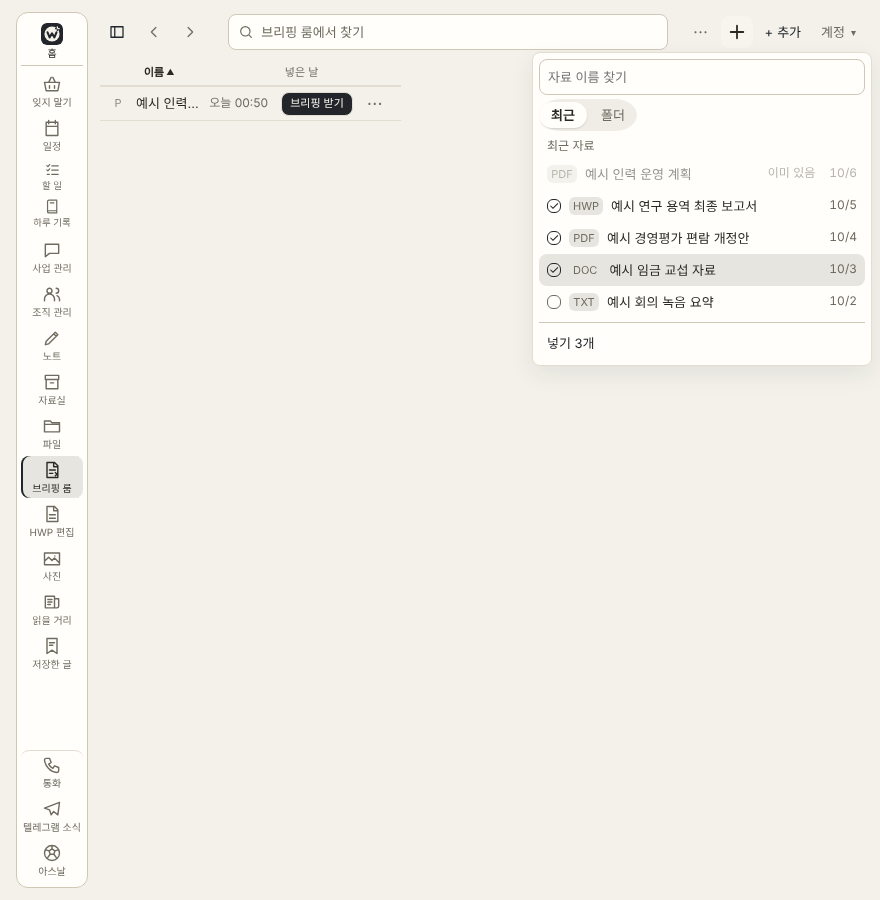 홈
잊지 말기
일정
할 일
하루 기록
사업 관리
조직 관리
노트
자료실
파일
브리핑 룸
HWP 편집
사진
읽을 거리
저장한 글
통화
텔레그램 소식
아스날
브리핑 룸에서 찾기
+ 추가
계정 ▾
이름 ▲ 넣은 날
P 예시 인력... 오늘 00:50 브리핑 받기 ...
자료 이름 찾기
최근 폴더
최근 자료
PDF 예시 인력 운영 계획 이미 있음 10/6
HWP 예시 연구 용역 최종 보고서 10/5
PDF 예시 경영평가 편람 개정안 10/4
DOC 예시 임금 교섭 자료 10/3
TXT 예시 회의 녹음 요약 10/2
넣기 3개